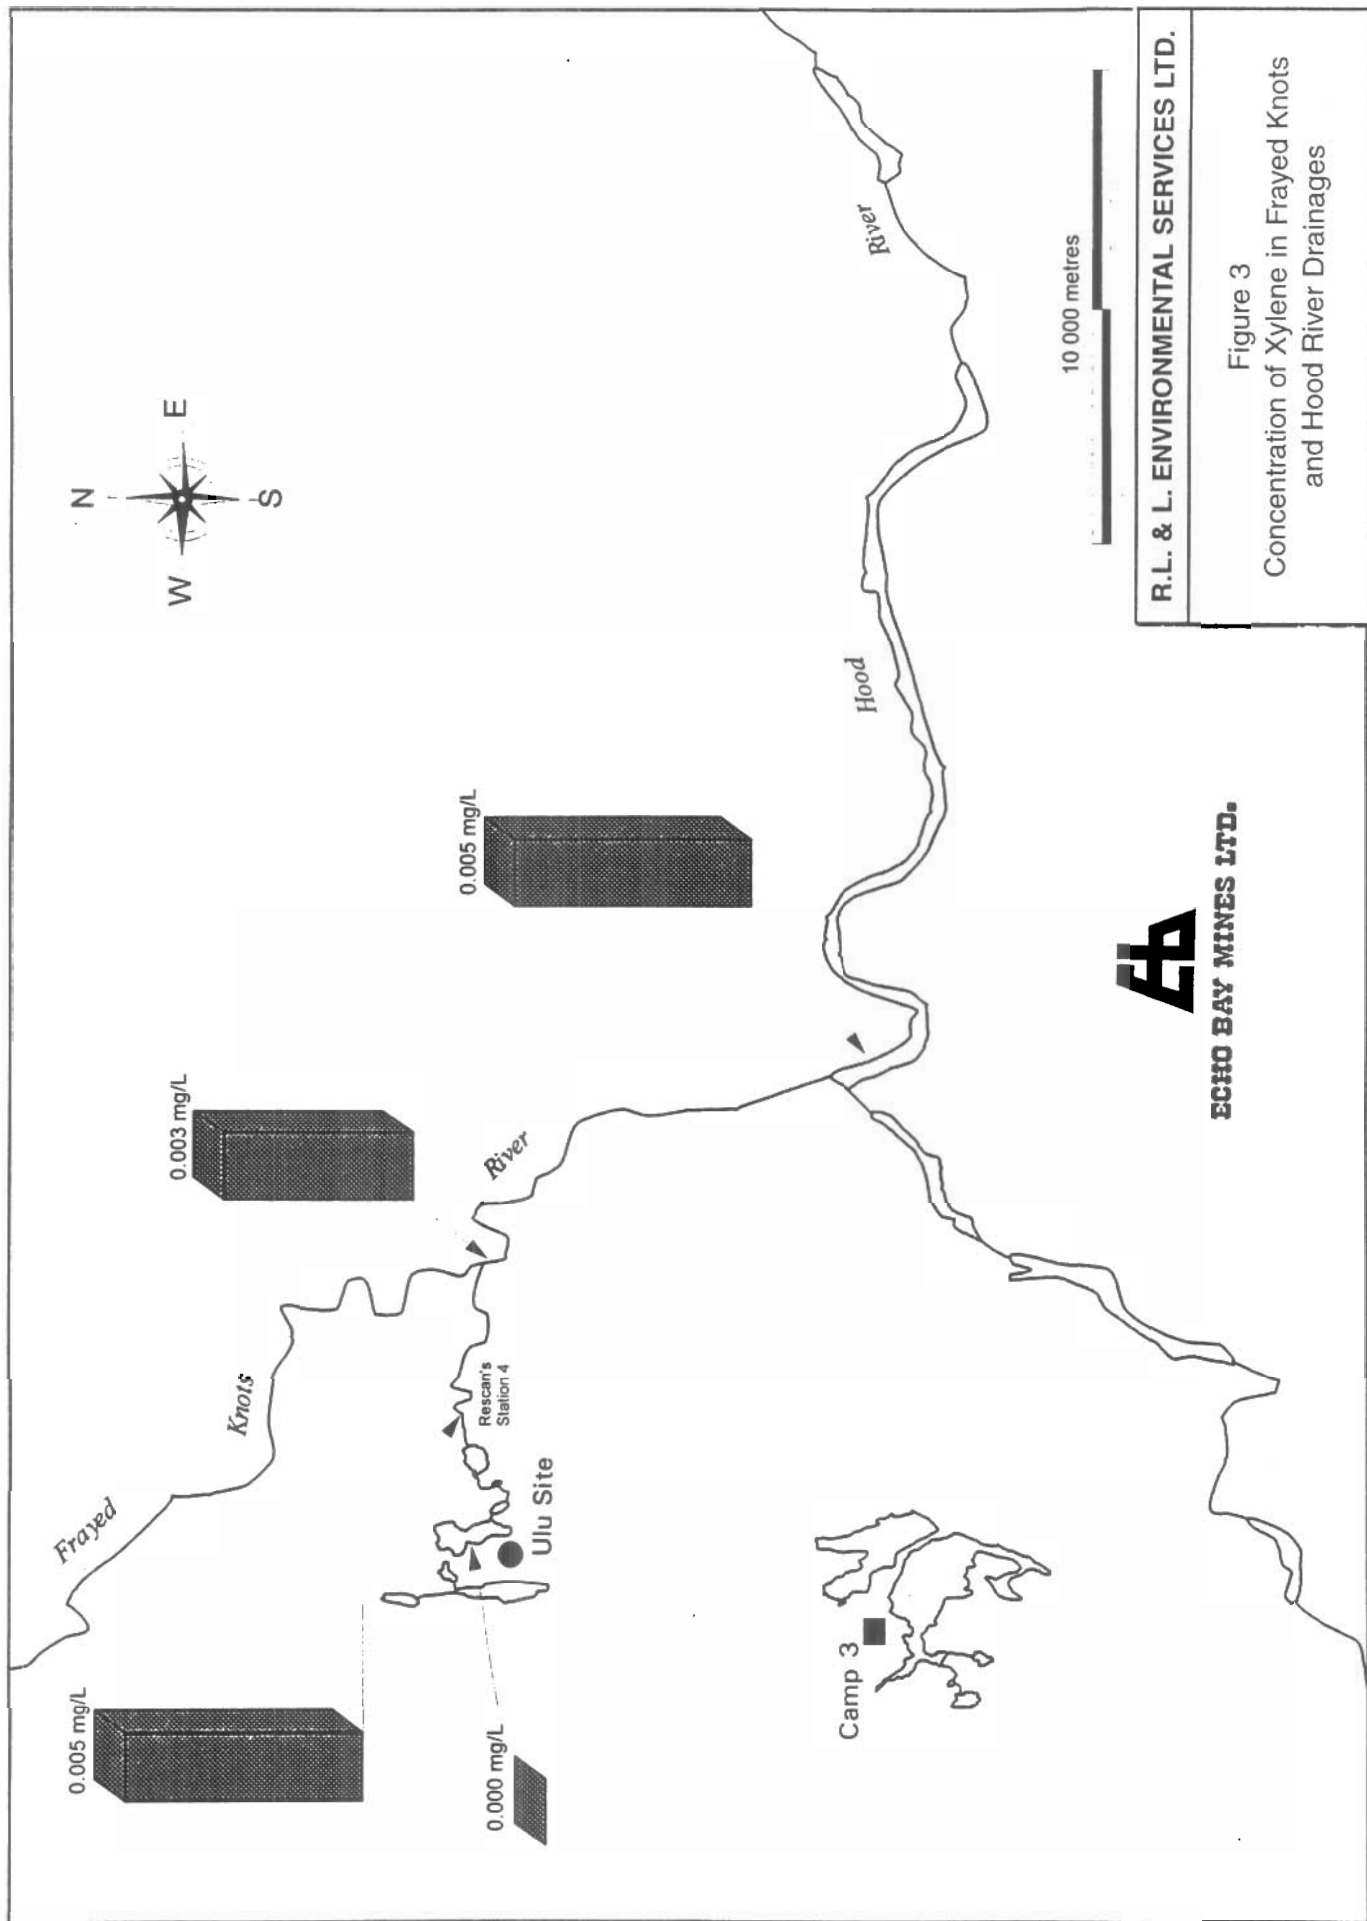 N
W E
S
Frayed
Knots
River
0.005 mg/L
0.003 mg/L
0.005 mg/L
0.000 mg/L
Rescan's
Station 4
Ulu Site
Camp 3
Hood
River
10 000 metres
ECHO BAY MINES LTD.
R.L. & L. ENVIRONMENTAL SERVICES LTD.
Figure 3
Concentration of Xylene in Frayed Knots
and Hood River Drainages